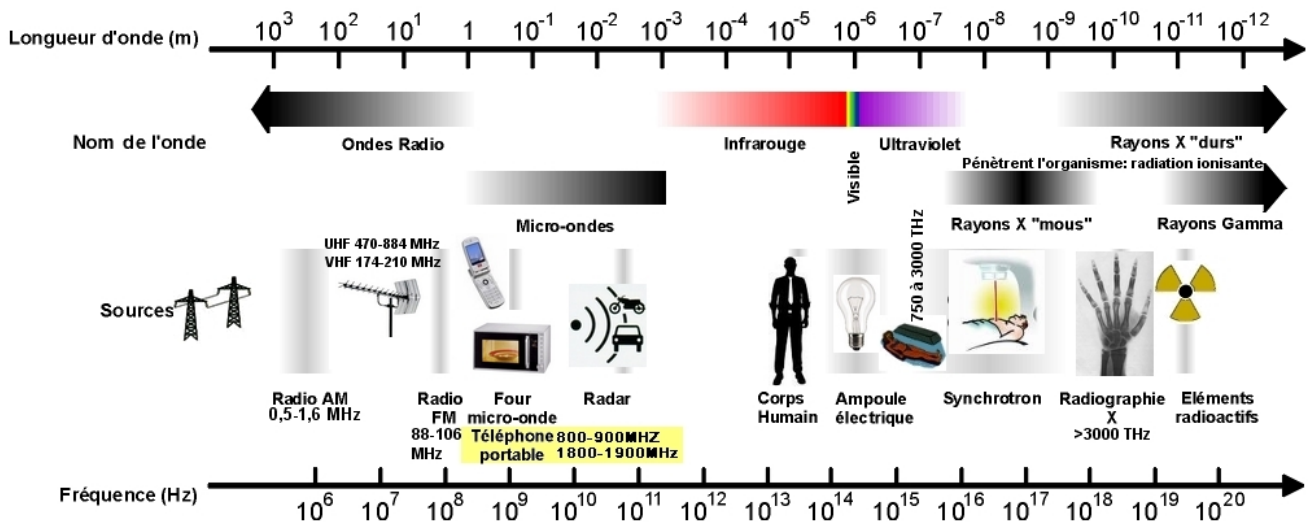 Longueur d'onde (m) 10³ 10² 10¹ 1 10⁻¹ 10⁻² 10⁻³ 10⁻⁴ 10⁻⁵ 10⁻⁶ 10⁻⁷ 10⁻⁸ 10⁻⁹ 10⁻¹⁰ 10⁻¹¹ 10⁻¹²
Nom de l'onde
Ondes Radio
Infrarouge
Visible
Ultraviolet
Rayons X "durs"
Pénètrent l'organisme: radiation ionisante
Micro-ondes
Rayons X "mous"
Rayons Gamma
Sources
UHF 470-884 MHz
VHF 174-210 MHz
750 à 3000 THz
Radio AM
0,5-1,6 MHz
Radio
FM
88-106
MHz
Four
micro-onde
Téléphone 800-900MHZ
portable 1800-1900MHz
Radar
Corps
Humain
Ampoule
électrique
Synchrotron
Radiographie
X
>3000 THz
Eléments
radioactifs
Fréquence (Hz) 10⁶ 10⁷ 10⁸ 10⁹ 10¹⁰ 10¹¹ 10¹² 10¹³ 10¹⁴ 10¹⁵ 10¹⁶ 10¹⁷ 10¹⁸ 10¹⁹ 10²⁰